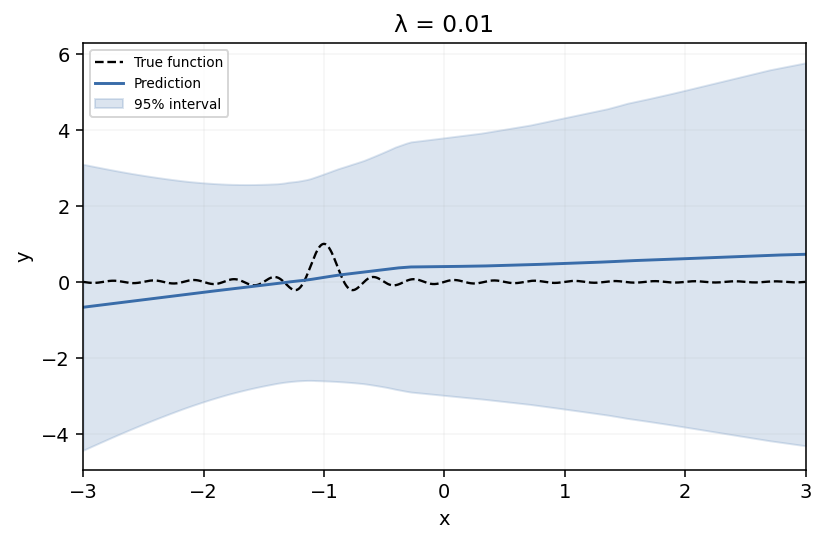 λ = 0.01
True function
Prediction
95% interval
y
6
4
2
0
−2
−4
−3
−2
−1
0
1
2
3
x